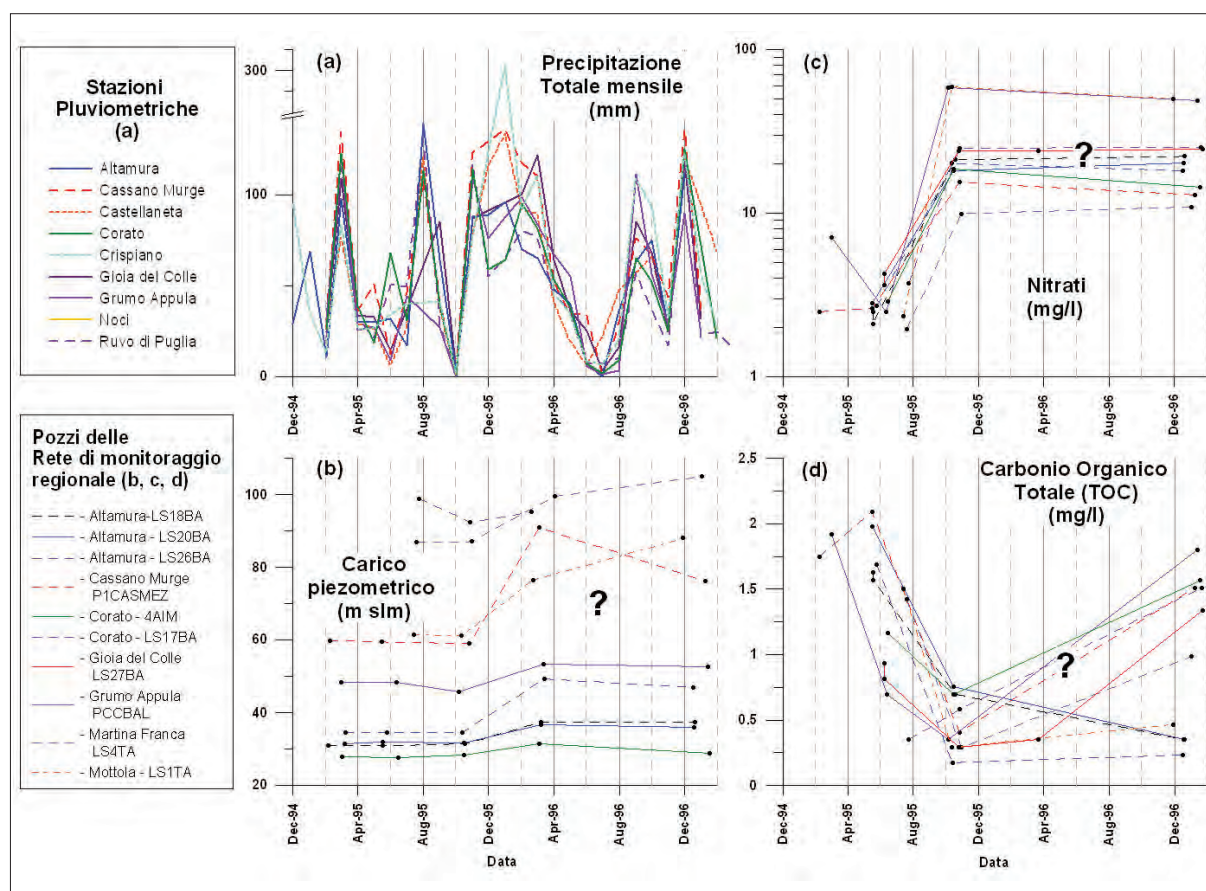 Stazioni
Pluviometriche
(a)
Altamura
Cassano Murge
Castellaneta
Corato
Crispiano
Gioia del Colle
Grumo Appula
Noci
Ruvo di Puglia
Pozzi delle
Rete di monitoraggio
regionale (b, c, d)
- Altamura-LS18BA
- Altamura - LS20BA
- Altamura - LS26BA
- Cassano Murge
P1CASMEZ
- Corato - 4AIM
- Corato - LS17BA
- Gioia del Colle
LS27BA
- Grumo Appula
PCCBAL
- Martina Franca
LS4TA
- Mottola - LS1TA
(a)
Precipitazione
Totale mensile
(mm)
300
100
0
Dec-94
Apr-95
Aug-95
Dec-95
Apr-96
Aug-96
Dec-96
(c)
?
Nitrati
(mg/l)
100
10
1
Dec-94
Apr-95
Aug-95
Dec-95
Apr-96
Aug-96
Dec-96
(b)
Carico
piezometrico
(m slm)
?
100
80
60
40
20
Dec-94
Apr-95
Aug-95
Dec-95
Apr-96
Aug-96
Dec-96
Data
(d)
Carbonio Organico
Totale (TOC)
(mg/l)
?
2,5
2
1,5
1
0,5
0
Dec-94
Apr-95
Aug-95
Dec-95
Apr-96
Aug-96
Dec-96
Data